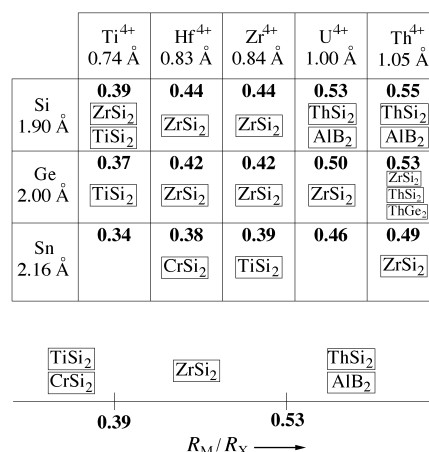 Ti⁴⁺ Hf⁴⁺ Zr⁴⁺ U⁴⁺ Th⁴⁺
0.74 Å 0.83 Å 0.84 Å 1.00 Å 1.05 Å
Si
1.90 Å
0.39 0.44 0.44 0.53 0.55
ZrSi₂ ZrSi₂ ZrSi₂ ThSi₂ ThSi₂
TiSi₂ AlB₂ AlB₂
Ge
2.00 Å
0.37 0.42 0.42 0.50 0.53
TiSi₂ ZrSi₂ ZrSi₂ ZrSi₂ ZrSi₂
ThSi₂
ThGe₂
Sn
2.16 Å
0.34 0.38 0.39 0.46 0.49
CrSi₂ TiSi₂ ZrSi₂
TiSi₂ ZrSi₂ ThSi₂
CrSi₂ AlB₂
0.39 0.53
R_M/R_X